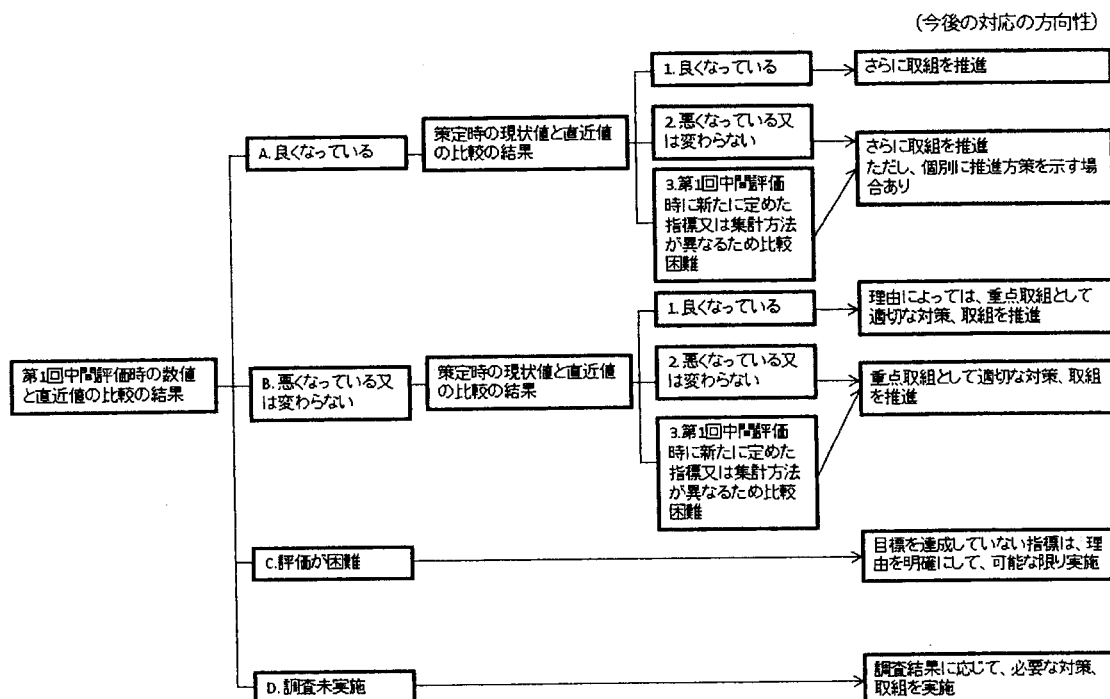 (今後の対応の方向性)
1.良くなっている
さらに取組を推進
A.良くなっている
策定時の現状値と直近値
の比較の結果
2.悪くなっている又
は変わらない
さらに取組を推進
ただし、個別に推進方策を示す場
合あり
3.第1回中間評価
時に新たに定めた
指標又は集計方法
が異なるため比較
困難
第1回中間評価時の数値
と直近値の比較の結果
B.悪くなっている又
は変わらない
策定時の現状値と直近値
の比較の結果
1.良くなっている
理由によっては、重点取組として
適切な対策、取組を推進
2.悪くなっている又
は変わらない
重点取組として適切な対策、取組
を推進
3.第1回中間評価
時に新たに定めた
指標又は集計方法
が異なるため比較
困難
C.評価が困難
目標を達成していない指標は、理
由を明確にして、可能な限り実施
D.調査未実施
調査結果に応じて、必要な対策、
取組を実施